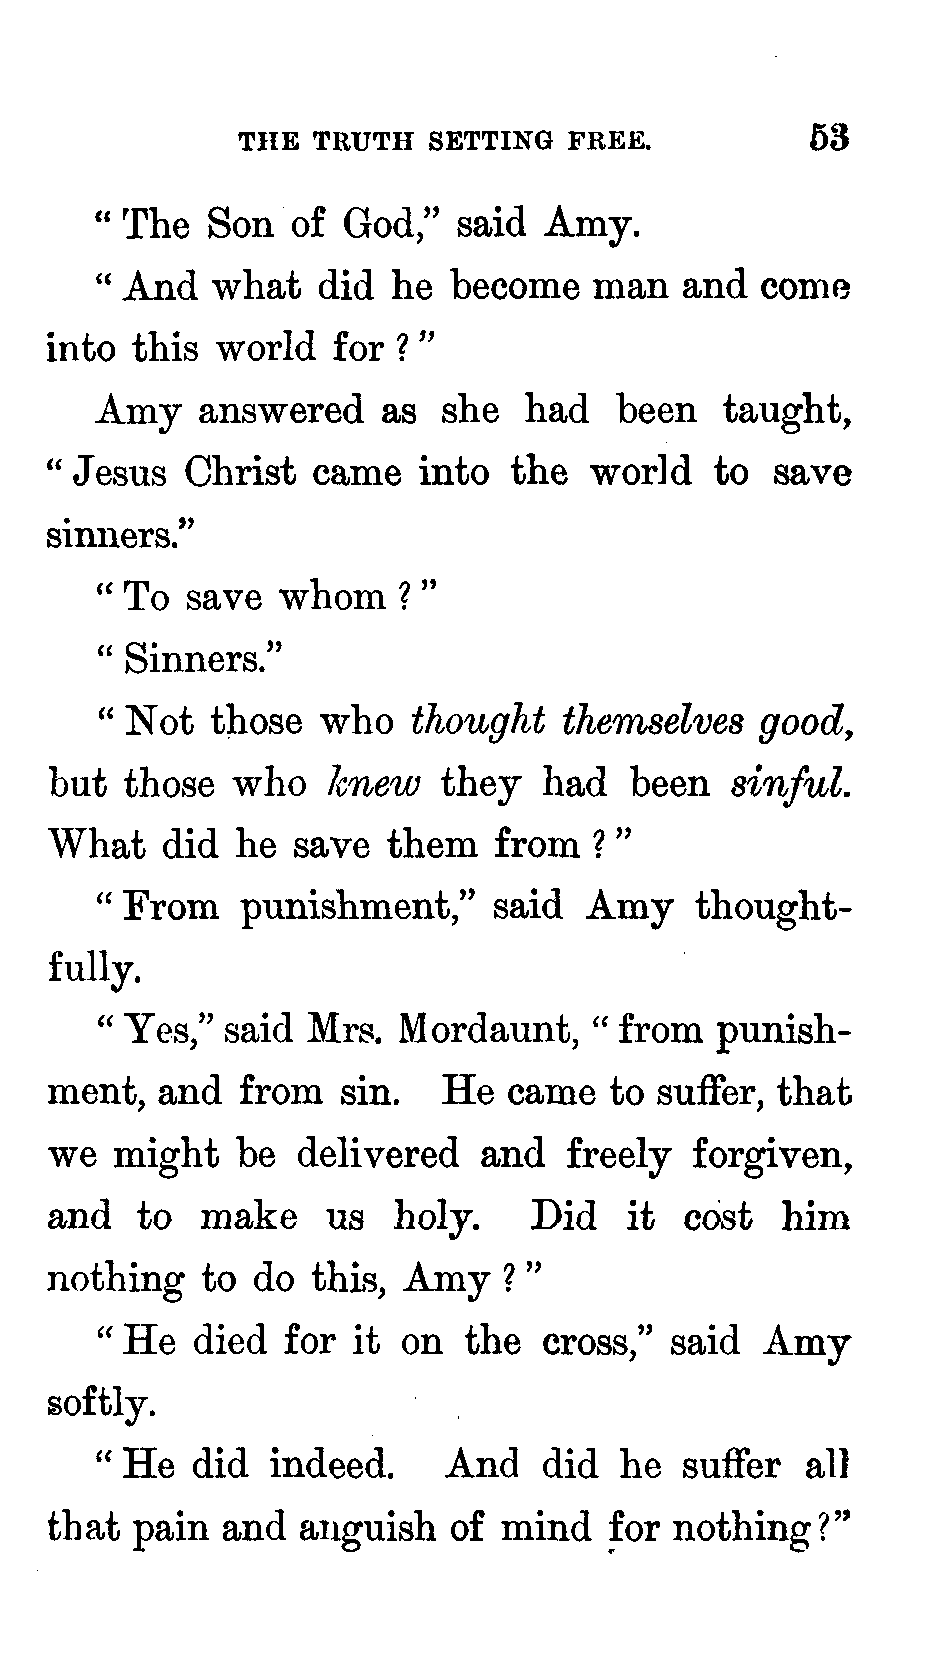 THE TRUTH SETTING FREE. 53
“ The Son of God,” said Amy.
“ And what did he become man and come
into this world for ? ”
Amy answered as she had been taught,
“ Jesus Christ came into the world to save
sinners.”
“ To save whom ? ”
“ Sinners.”
“ Not those who thought themselves good,
but those who knew they had been sinful.
What did he save them from ? ”
“ From punishment,” said Amy thought-
fully.
“ Yes,” said Mrs. Mordaunt, “ from punish-
ment, and from sin. He came to suffer, that
we might be delivered and freely forgiven,
and to make us holy. Did it cost him
nothing to do this, Amy ? ”
“ He died for it on the cross,” said Amy
softly.
“ He did indeed. And did he suffer all
that pain and anguish of mind for nothing?”